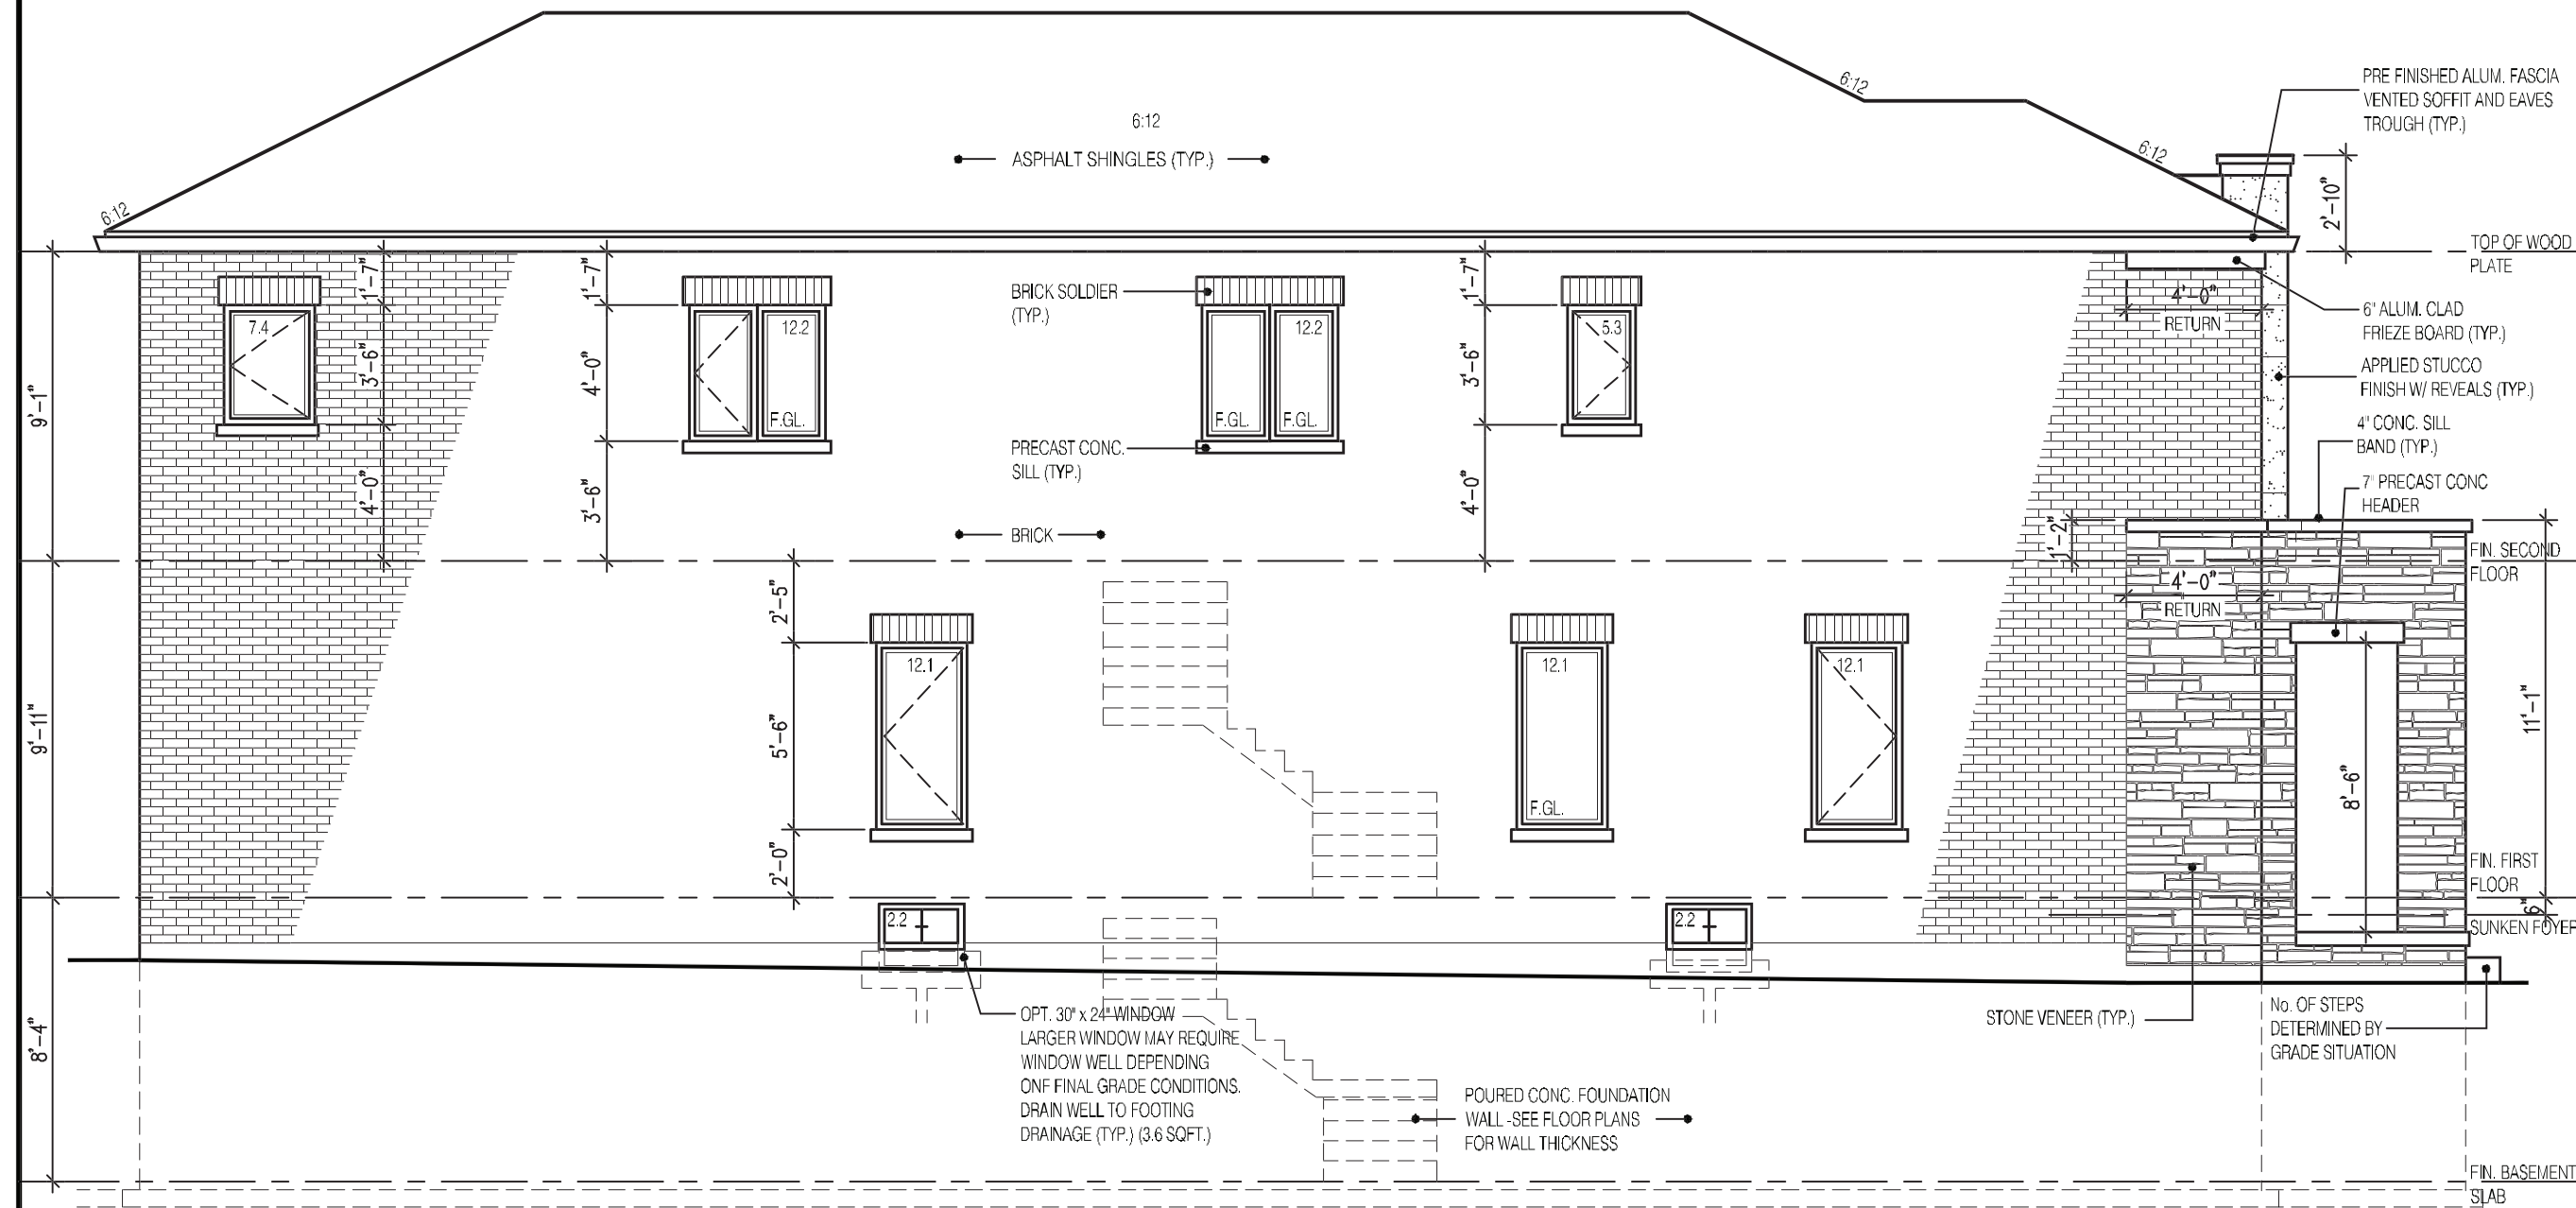 6:12
6:12
6:12
ASPHALT SHINGLES (TYP.)
6:12
PRE FINISHED ALUM. FASCIA
VENTED SOFFIT AND EAVES
TROUGH (TYP.)
2'-10"
TOP OF WOOD
PLATE
9'-1"
1'-7"
7.4
3'-6"
4'-0"
1'-7"
4'-0"
3'-6"
12.2
F.GL.
BRICK SOLDIER
(TYP.)
PRECAST CONC.
SILL (TYP.)
12.2
F.GL.
F.GL.
1'-7"
3'-6"
4'-0"
5.3
4'-0"
RETURN
6" ALUM. CLAD
FRIEZE BOARD (TYP.)
APPLIED STUCCO
FINISH W/ REVEALS (TYP.)
4" CONC. SILL
BAND (TYP.)
7" PRECAST CONC
HEADER
BRICK
1'-2"
FIN. SECOND
FLOOR
4'-0"
RETURN
9'-11"
2'-5"
5'-6"
2'-0"
12.1
12.1
F.GL.
12.1
8'-6"
11'-1"
FIN. FIRST
FLOOR
6"
SUNKEN FOYER
2.2
2.2
8'-4"
OPT. 30" x 24" WINDOW
LARGER WINDOW MAY REQUIRE
WINDOW WELL DEPENDING
ONF FINAL GRADE CONDITIONS.
DRAIN WELL TO FOOTING
DRAINAGE (TYP.) (3.6 SQFT.)
POURED CONC. FOUNDATION
WALL -SEE FLOOR PLANS
FOR WALL THICKNESS
STONE VENEER (TYP.)
No. OF STEPS
DETERMINED BY
GRADE SITUATION
FIN. BASEMENT
SLAB